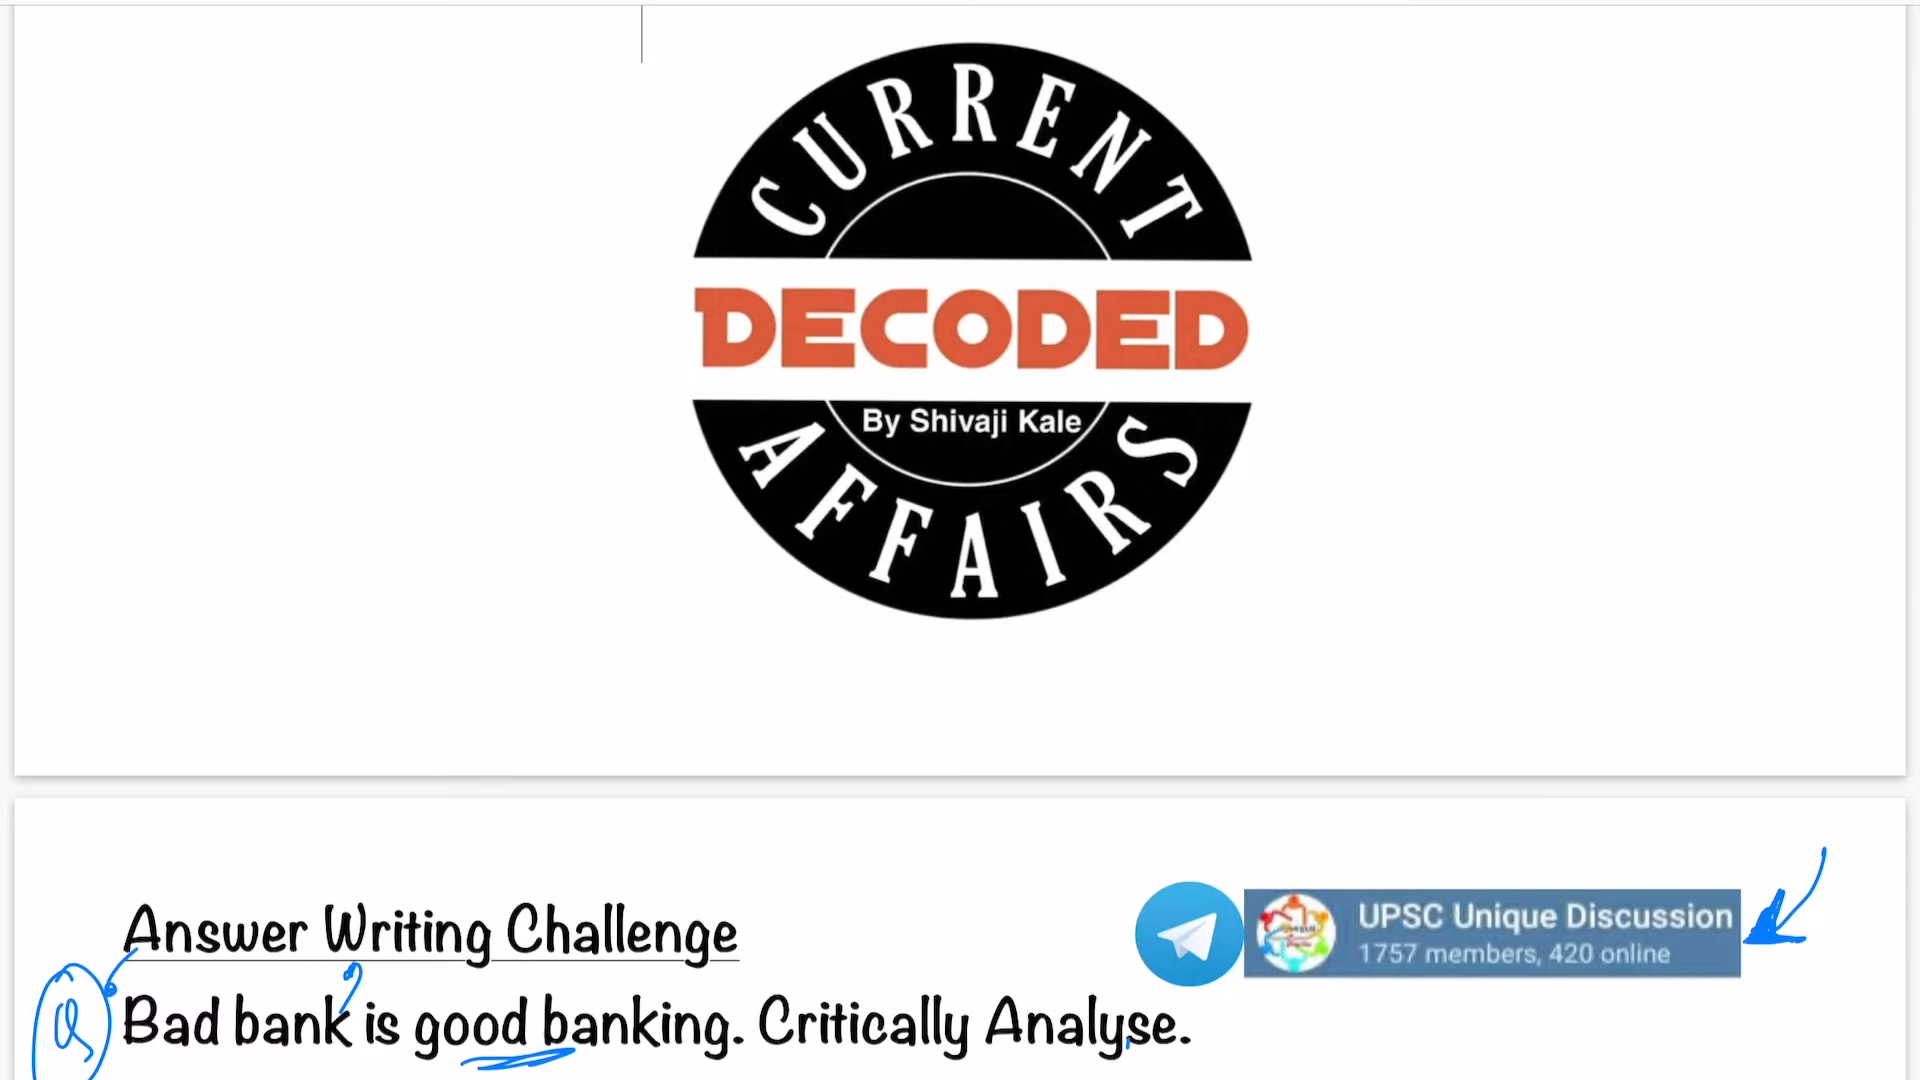 CURRENT
DECODED
By Shivaji Kale
AFFAIRS
Answer Writing Challenge
UPSC Unique Discussion
1757 members, 420 online
Q
Bad bank is good banking. Critically Analyse.